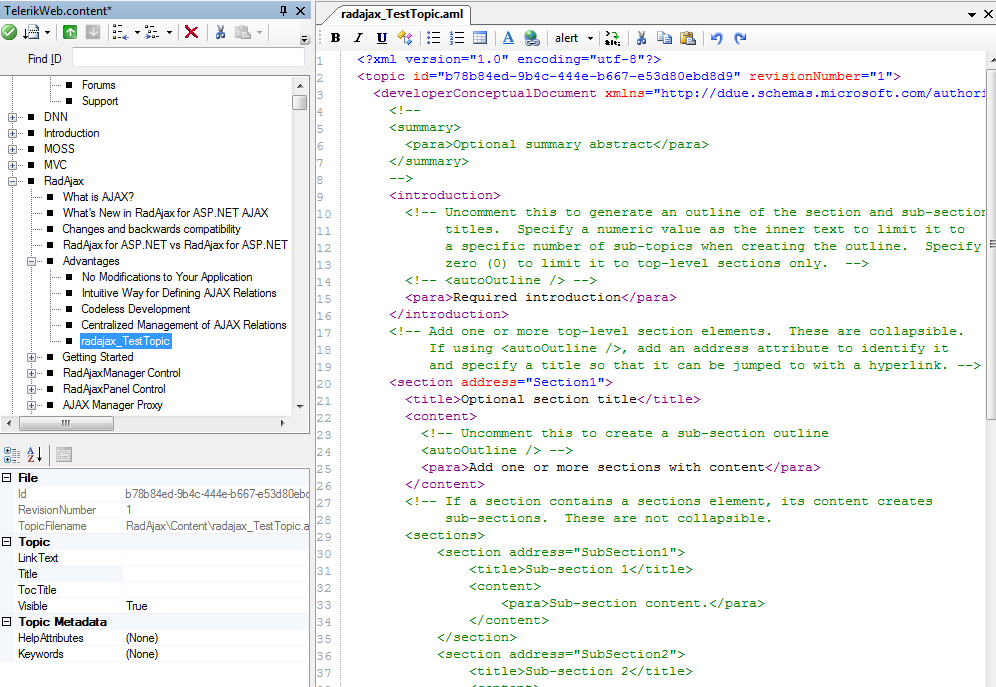 TelerikWeb.content*
Find ID
Forums
Support
DNN
Introduction
MOSS
MVC
RadAjax
What is AJAX?
What's New in RadAjax for ASP.NET AJAX
Changes and backwards compatibility
RadAjax for ASP.NET vs RadAjax for ASP.NET
Advantages
No Modifications to Your Application
Intuitive Way for Defining AJAX Relations
Codeless Development
Centralized Management of AJAX Relations
radajax_TestTopic
Getting Started
RadAjaxManager Control
RadAjaxPanel Control
AJAX Manager Proxy
File
Id b78b84ed-9b4c-444e-b667-e53d80ebd
RevisionNumber 1
TopicFilename RadAjax\Content\radajax_TestTopic.a
Topic
LinkText
Title
TocTitle
Visible True
Topic Metadata
HelpAttributes (None)
Keywords (None)
radajax_TestTopic.aml
B I U A alert
1 <?xml version="1.0" encoding="utf-8"?>
2 <topic id="b78b84ed-9b4c-444e-b667-e53d80ebd8d9" revisionNumber="1">
3 <developerConceptualDocument xmlns="http://ddue.schemas.microsoft.com/authori
4 <!--
5 <summary>
6 <para>Optional summary abstract</para>
7 </summary>
8 -->
9 <introduction>
10 <!-- Uncomment this to generate an outline of the section and sub-section
11 titles. Specify a numeric value as the inner text to limit it to
12 a specific number of sub-topics when creating the outline. Specify
13 zero (0) to limit it to top-level sections only. -->
14 <!-- <autoOutline /> -->
15 <para>Required introduction</para>
16 </introduction>
17 <!-- Add one or more top-level section elements. These are collapsible.
18 If using <autoOutline />, add an address attribute to identify it
19 and specify a title so that it can be jumped to with a hyperlink. -->
20 <section address="Section1">
21 <title>Optional section title</title>
22 <content>
23 <!-- Uncomment this to create a sub-section outline
24 <autoOutline /> -->
25 <para>Add one or more sections with content</para>
26 </content>
27 <!-- If a section contains a sections element, its content creates
28 sub-sections. These are not collapsible.
29 <sections>
30 <section address="SubSection1">
31 <title>Sub-section 1</title>
32 <content>
33 <para>Sub-section content.</para>
34 </content>
35 </section>
36 <section address="SubSection2">
37 <title>Sub-section 2</title>